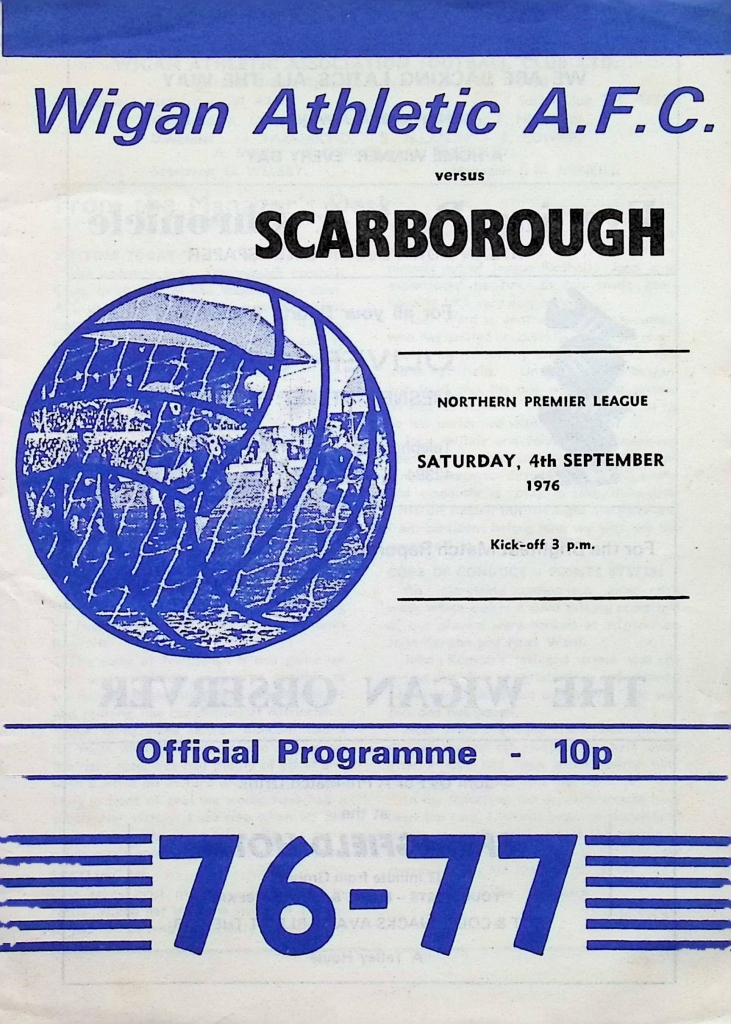 Wigan Athletic A.F.C.
versus
SCARBOROUGH
NORTHERN PREMIER LEAGUE
SATURDAY, 4th SEPTEMBER
1976
Kick-off 3 p.m.
Official Programme - 10p
76-77